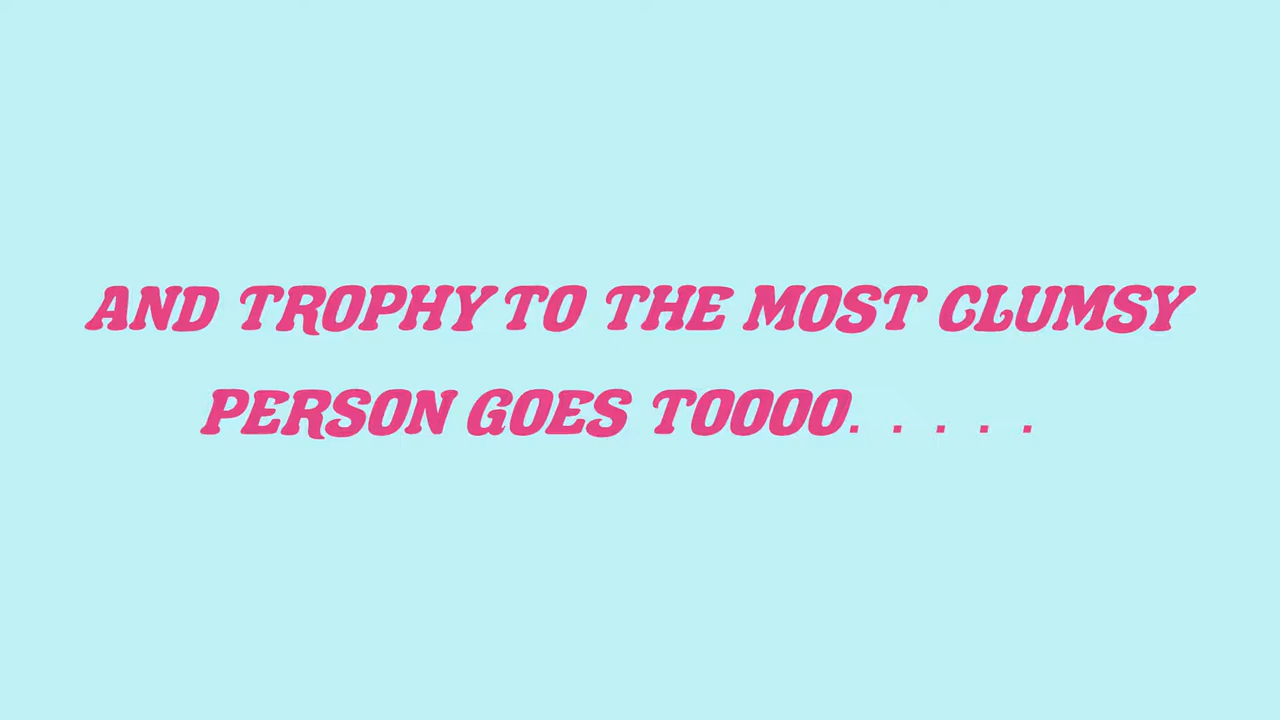 AND TROPHY TO THE MOST CLUMSY
PERSON GOES TOOOO. . . . .